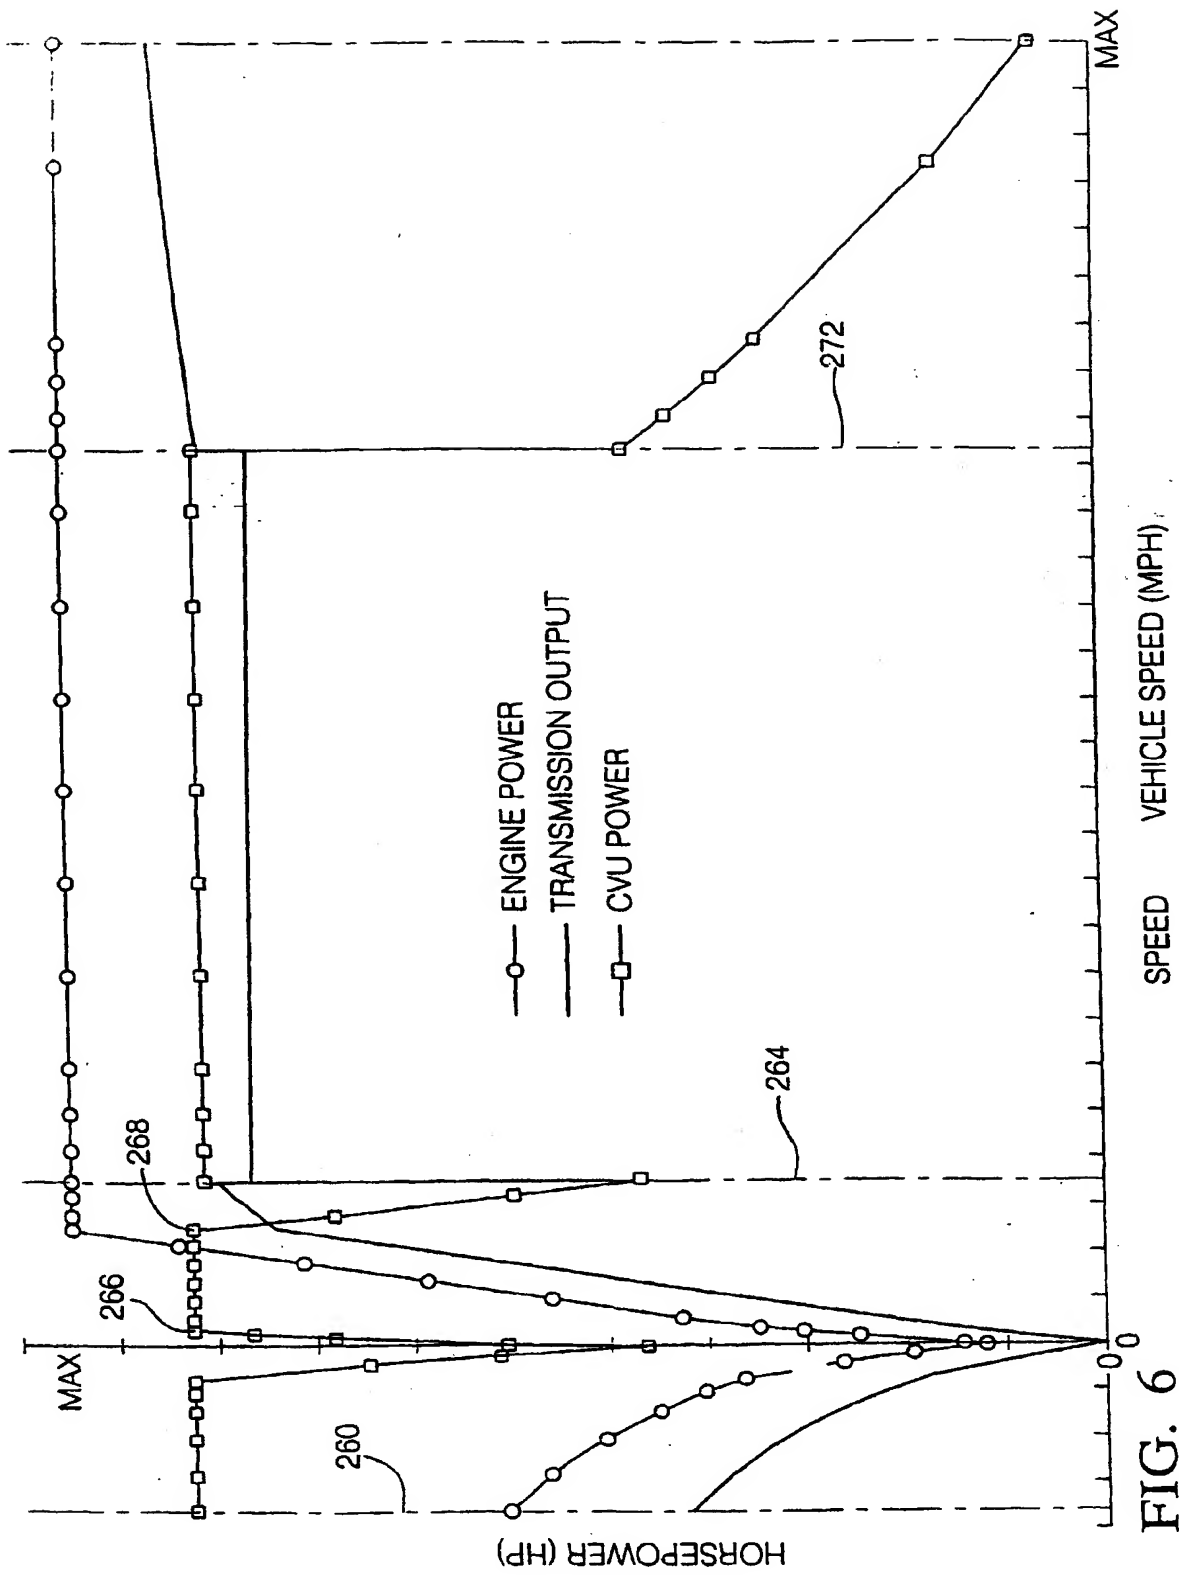 MAX
HORSEPOWER (HP)
260
266
268
264
272
ENGINE POWER
TRANSMISSION OUTPUT
CVU POWER
0
0
MAX
SPEED VEHICLE SPEED (MPH)
FIG. 6